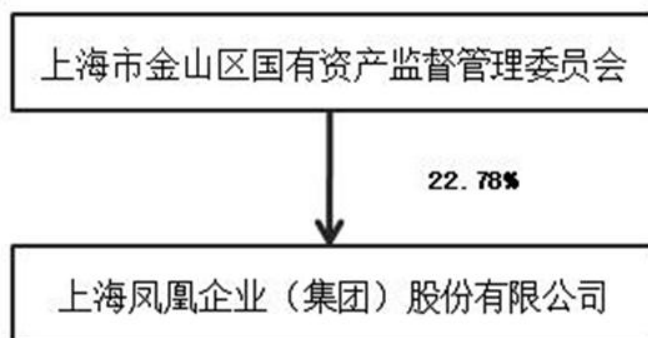 上海市金山区国有资产监督管理委员会
22.78%
上海凤凰企业（集团）股份有限公司